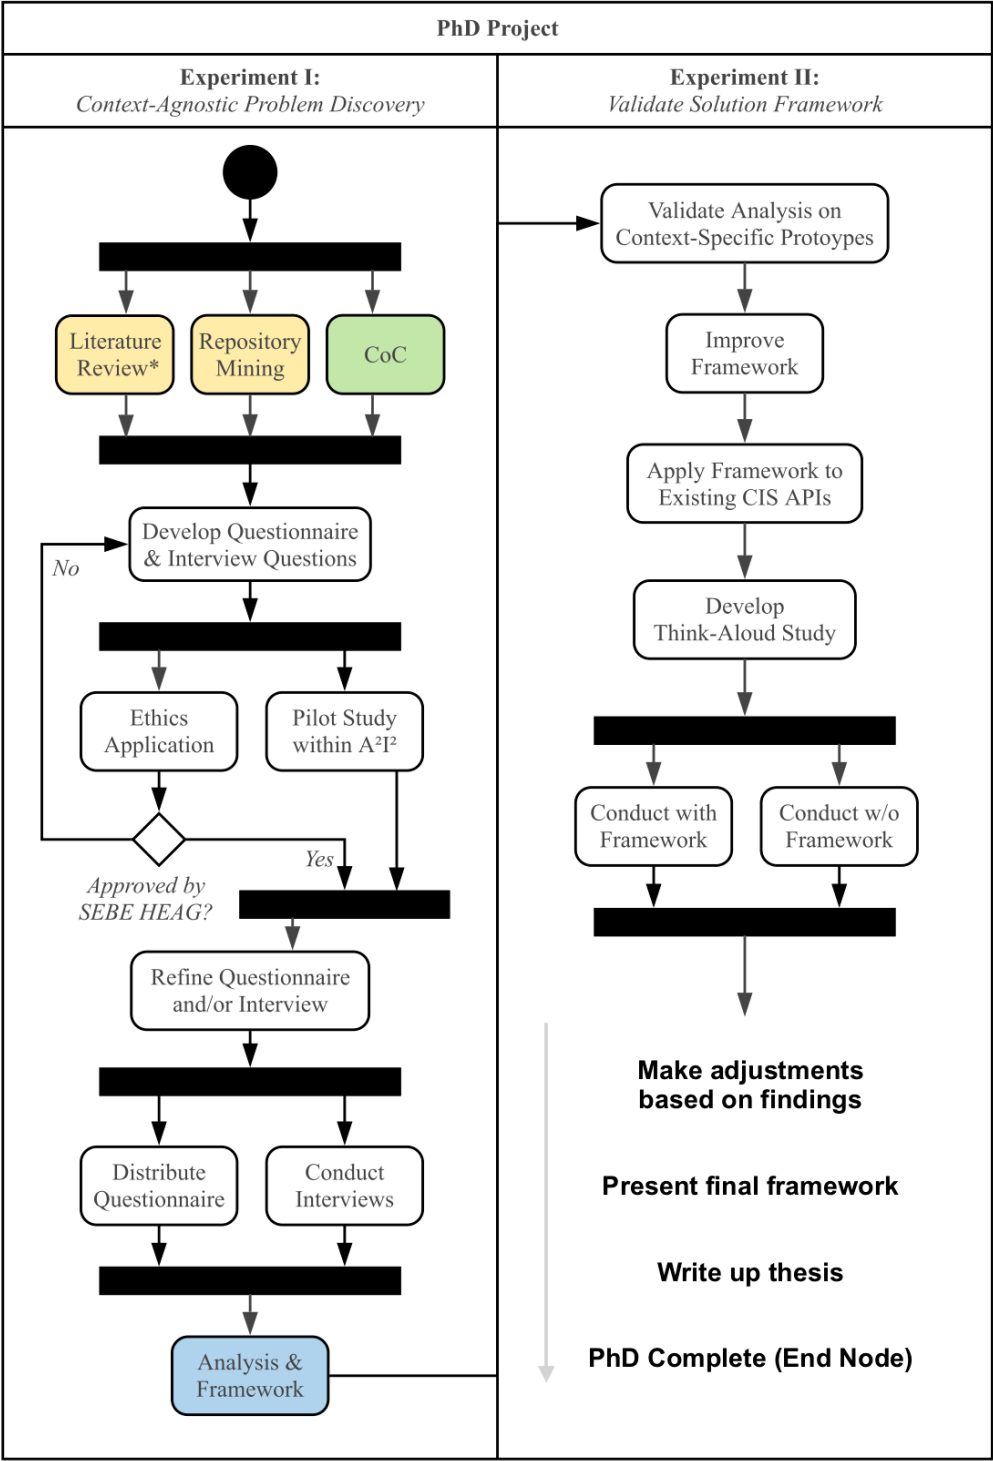 PhD Project
Experiment I:
Context-Agnostic Problem Discovery
Literature
Review*
Repository
Mining
CoC
Develop Questionnaire
& Interview Questions
No
Ethics
Application
Pilot Study
within A²I²
Yes
Approved by
SEBE HEAG?
Refine Questionnaire
and/or Interview
Distribute
Questionnaire
Conduct
Interviews
Analysis &
Framework
Experiment II:
Validate Solution Framework
Validate Analysis on
Context-Specific Protoypes
Improve
Framework
Apply Framework to
Existing CIS APIs
Develop
Think-Aloud Study
Conduct with
Framework
Conduct w/o
Framework
Make adjustments
based on findings
Present final framework
Write up thesis
PhD Complete (End Node)